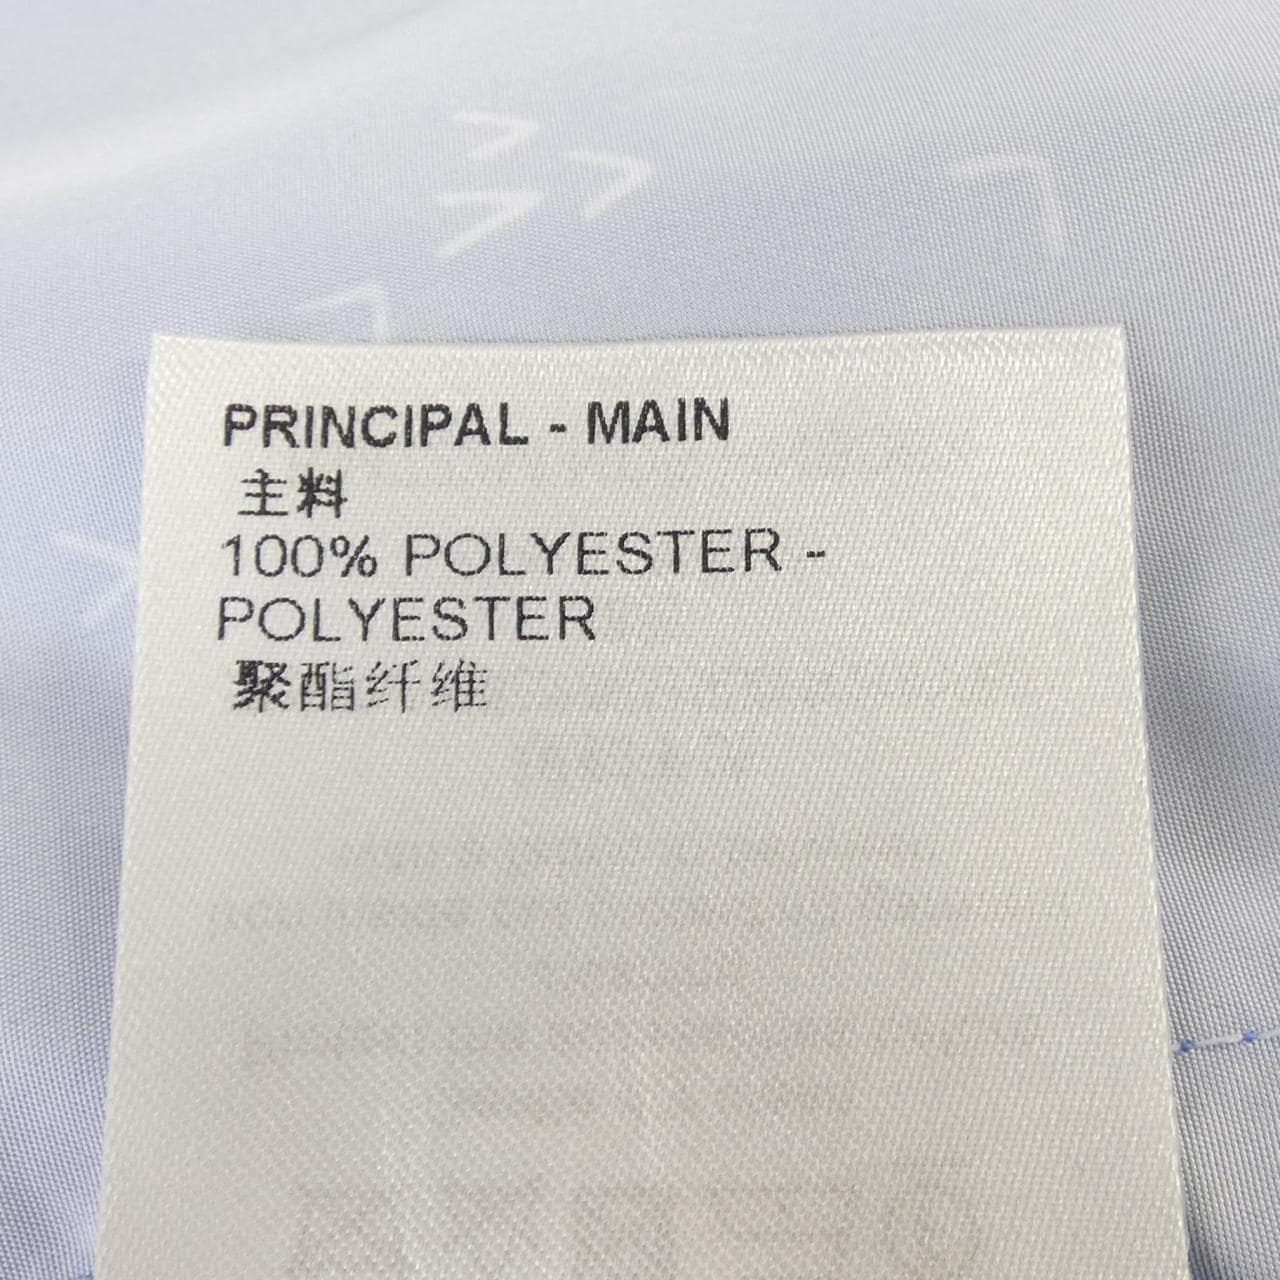 PRINCIPAL - MAIN
主料
100% POLYESTER -
POLYESTER
聚酯纤维